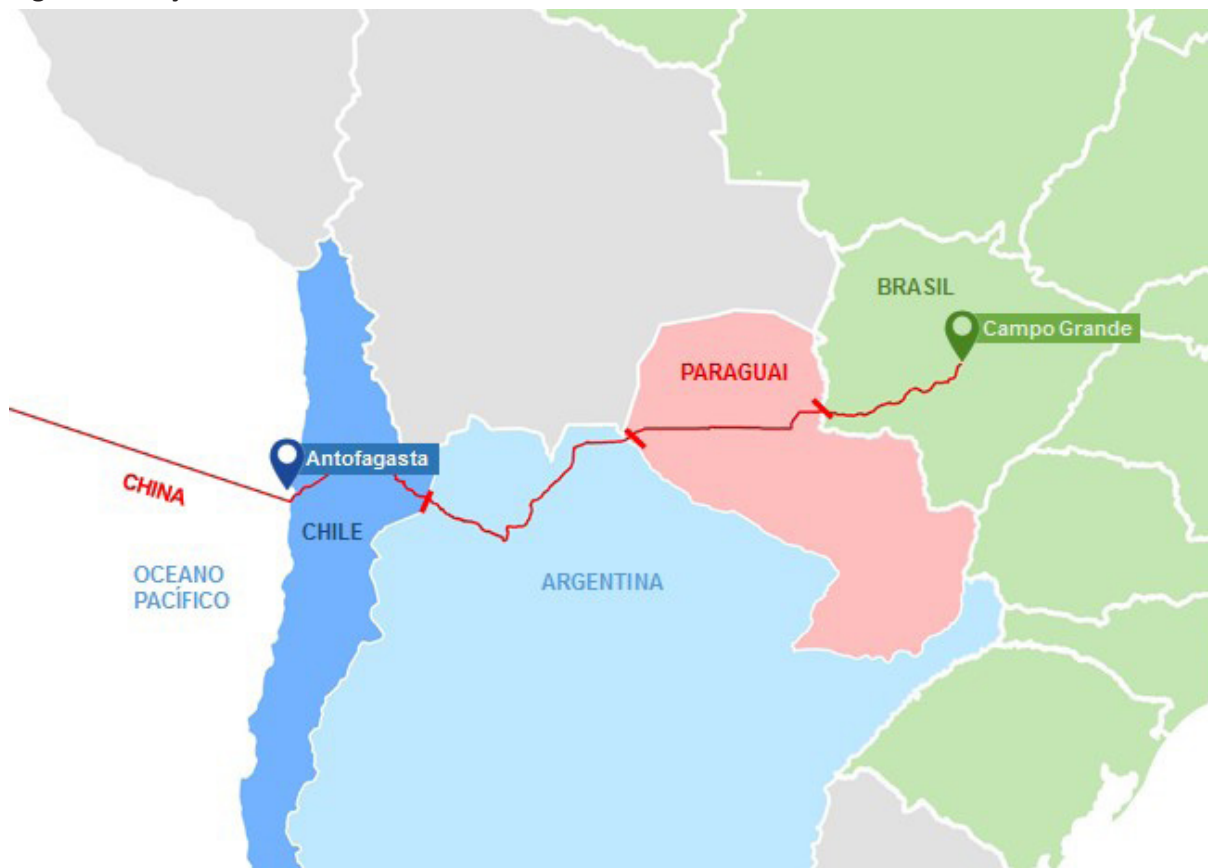 BRASIL
Campo Grande
PARAGUAI
Antofagasta
CHINA
CHILE
OCEANO
PACÍFICO
ARGENTINA